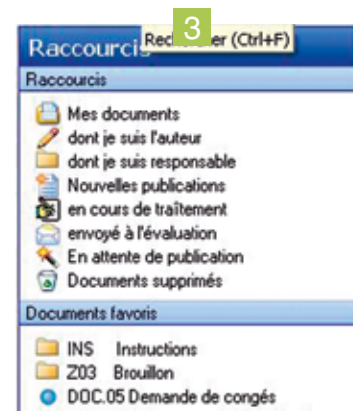 3
Raccourcis Rechercher (Ctrl+F)
Raccourcis
Mes documents
dont je suis l'auteur
dont je suis responsable
Nouvelles publications
en cours de traîtement
envoyé à l'évaluation
En attente de publication
Documents supprimés
Documents favoris
INS Instructions
Z03 Brouillon
DOC.05 Demande de congés